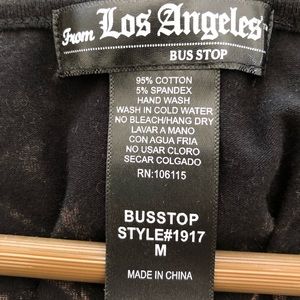 From Los Angeles
BUS STOP
95% COTTON
5% SPANDEX
HAND WASH
WASH IN COLD WATER
NO BLEACH/HANG DRY
LAVAR A MANO
CON AGUA FRIA
NO USAR CLORO
SECAR COLGADO
RN:106115
BUSSTOP
STYLE#1917
M
MADE IN CHINA